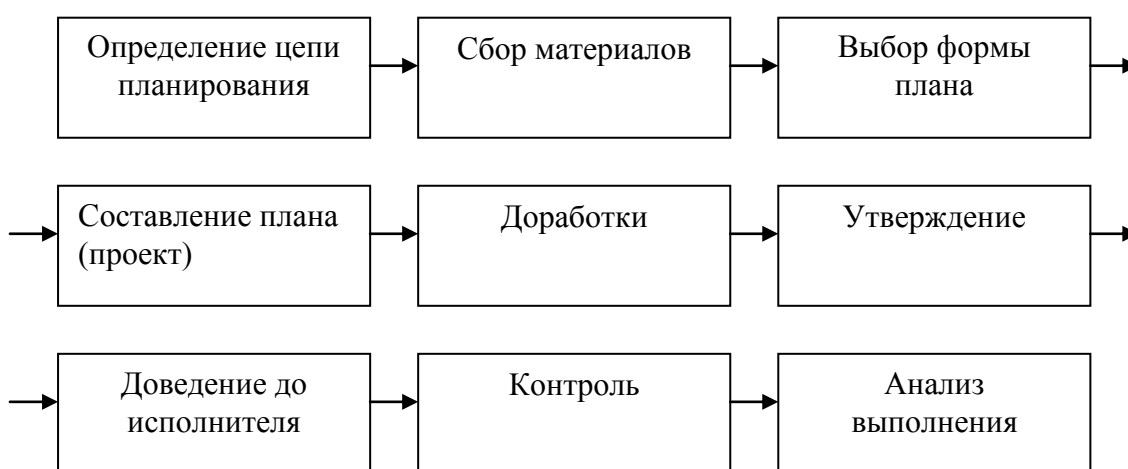 Определение цепи
планирования
Сбор материалов
Выбор формы
плана
Составление плана
(проект)
Доработки
Утверждение
Доведение до
исполнителя
Контроль
Анализ
выполнения